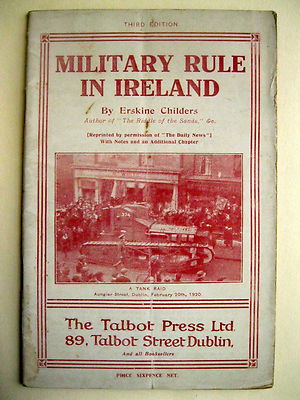 THIRD EDITION.
MILITARY RULE
IN IRELAND
By Erskine Childers
Author of "The Riddle of the Sands," &c.
[Reprinted by permission of "The Daily News"]
With Notes and an Additional Chapter
A TANK RAID
Aungier-Street, Dublin, February 20th, 1920
The Talbot Press Ltd.
89, Talbot Street Dublin,
And all Booksellers
PRICE SIXPENCE NET.